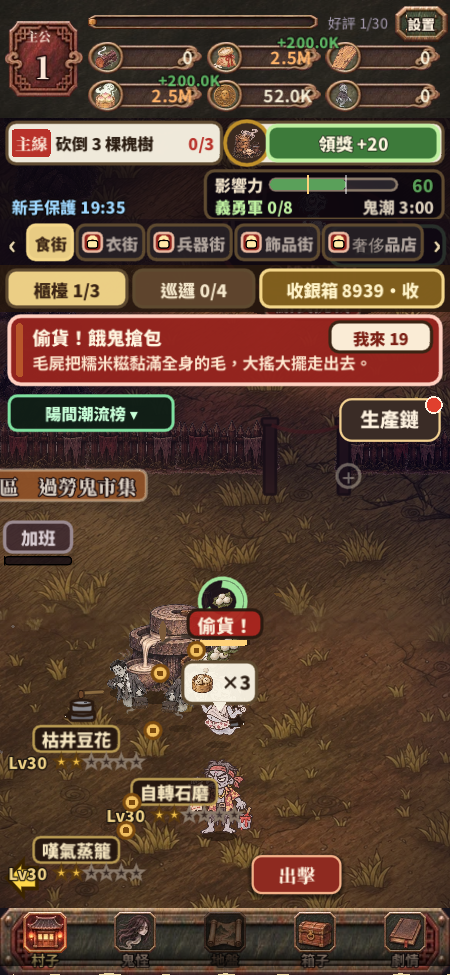 主公
1
好評 1/30
設置
0
+200.0K
2.5M
0
+200.0K
2.5M
52.0K
0
主線 砍倒 3 棵槐樹 0/3
領獎 +20
影響力 60
新手保護 19:35
義勇軍 0/8 鬼潮 3:00
‹ 食街 衣街 兵器街 飾品街 奢侈品店 ›
櫃檯 1/3
巡邏 0/4
收銀箱 8939・收
偷貨！餓鬼搶包
我來 19
毛屍把糯米糍黏滿全身的毛，大搖大擺走出去。
陽間潮流榜 ▾
生產鏈
區 過勞鬼市集
加班
偷貨！
×3
枯井豆花
Lv30 ★★☆☆☆☆
自轉石磨
Lv30 ★★
嘆氣蒸籠
Lv30 ★★☆☆☆☆
出擊
村子
鬼怪
地盤
箱子
劇情